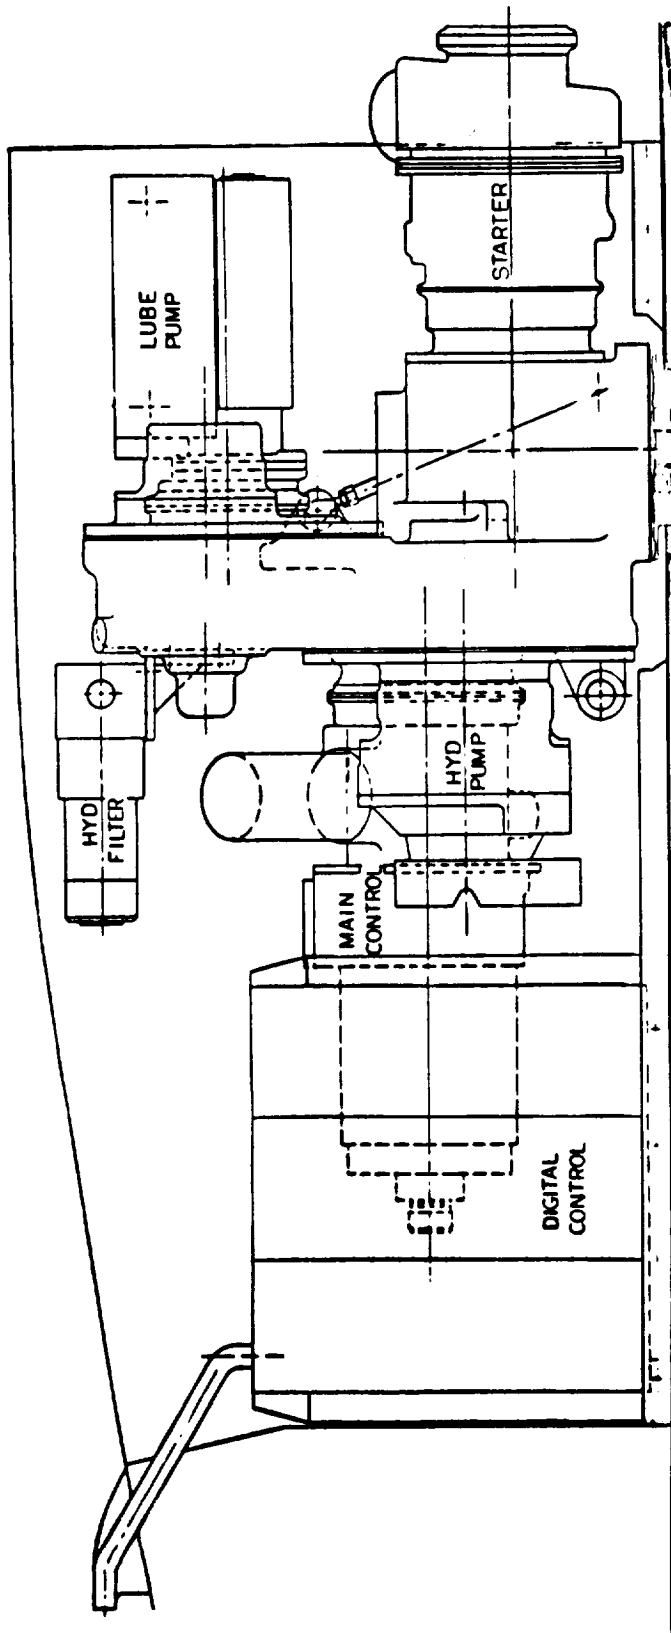 STARTER
LUBE
PUMP
HYD
PUMP
HYD
FILTER
MAIN
CONTROL
DIGITAL
CONTROL